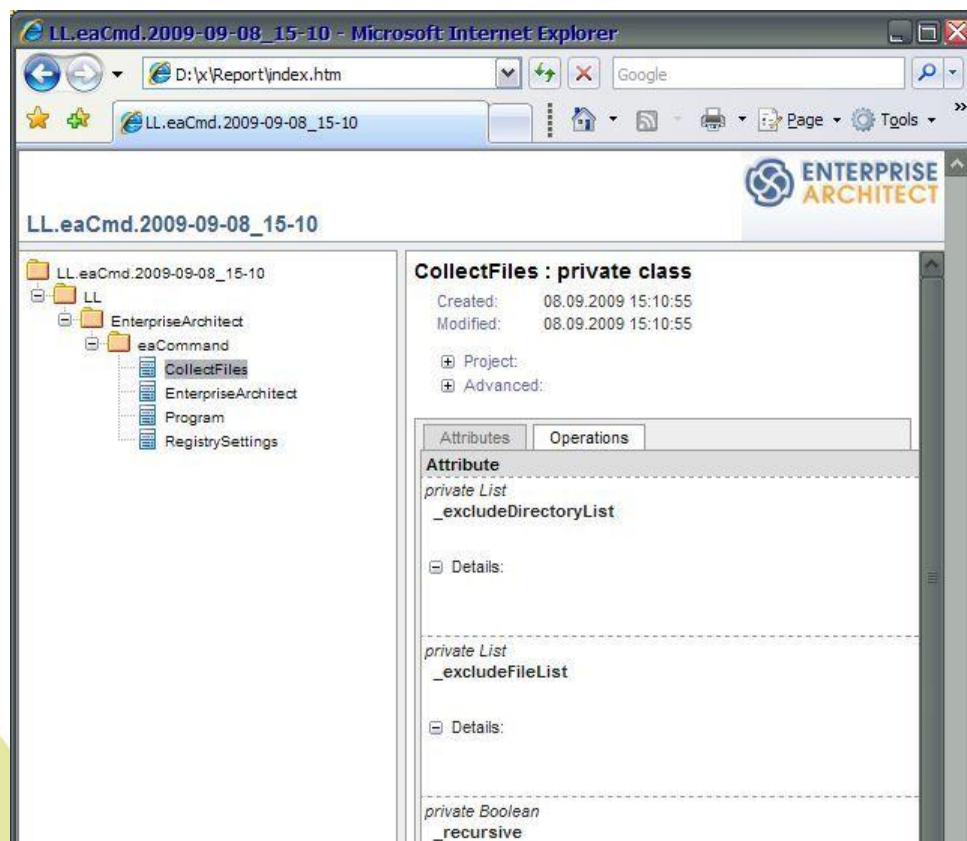 LL.eaCmd.2009-09-08_15-10 - Microsoft Internet Explorer
D:\x\Report\index.htm
Google
LL.eaCmd.2009-09-08_15-10
Page
Tools
»
ENTERPRISE
ARCHITECT
LL.eaCmd.2009-09-08_15-10
LL.eaCmd.2009-09-08_15-10
LL
EnterpriseArchitect
eaCommand
CollectFiles
EnterpriseArchitect
Program
RegistrySettings
CollectFiles : private class
Created: 08.09.2009 15:10:55
Modified: 08.09.2009 15:10:55
Project:
Advanced:
Attributes Operations
Attribute
private List
_excludeDirectoryList
Details:
private List
_excludeFileList
Details:
private Boolean
_recursive